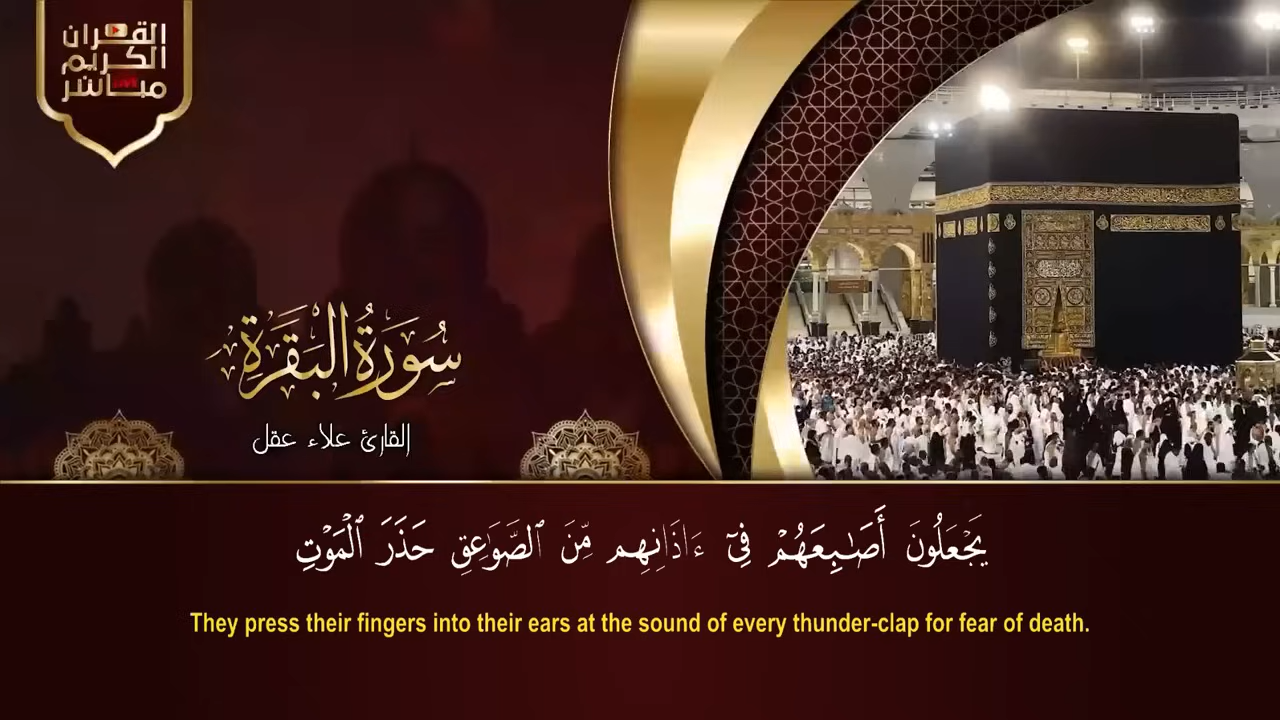 القرآن
الكريم
مباشر
سُورَةُ البَقَرَة
القارئ علاء عقل
يَجْعَلُونَ أَصَٰبِعَهُمْ فِىٓ ءَاذَانِهِم مِّنَ ٱلصَّوَٰعِقِ حَذَرَ ٱلْمَوْتِ
They press their fingers into their ears at the sound of every thunder-clap for fear of death.